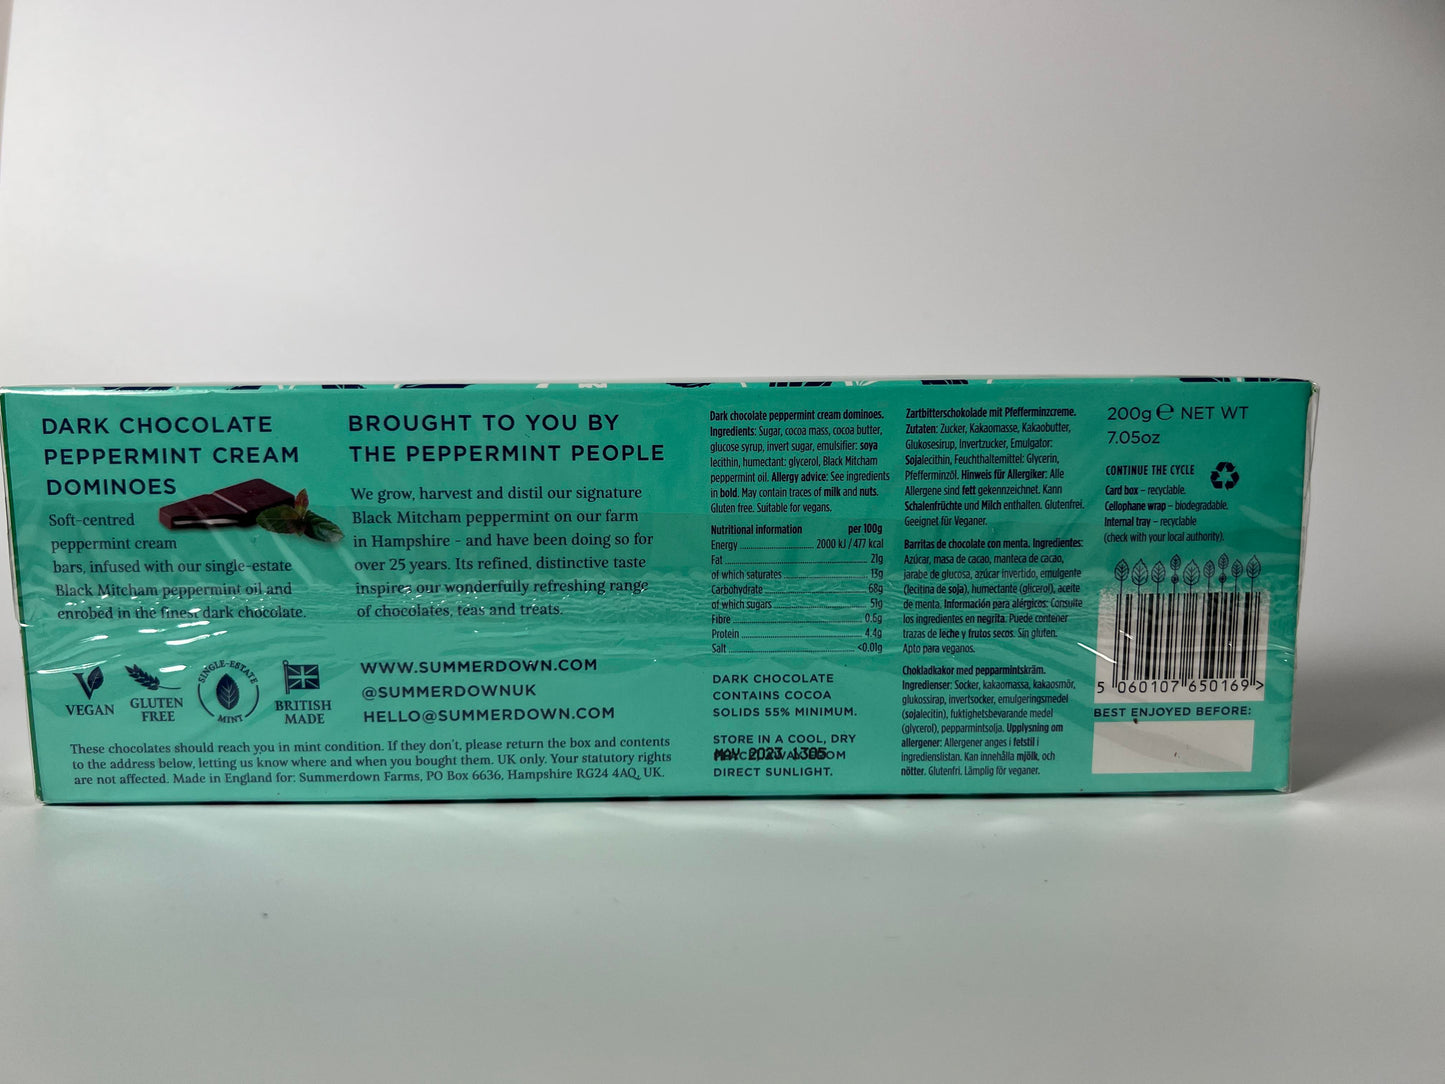 DARK CHOCOLATE
PEPPERMINT CREAM
DOMINOES
Soft-centred
peppermint cream
bars, infused with our single-estate
Black Mitcham peppermint oil and
enrobed in the finest dark chocolate.
VEGAN
GLUTEN
FREE
SINGLE-ESTATE
MINT
BRITISH
MADE
BROUGHT TO YOU BY
THE PEPPERMINT PEOPLE
We grow, harvest and distil our signature
Black Mitcham peppermint on our farm
in Hampshire - and have been doing so for
over 25 years. Its refined, distinctive taste
inspires our wonderfully refreshing range
of chocolates, teas and treats.
WWW.SUMMERDOWN.COM
@SUMMERDOWNUK
HELLO@SUMMERDOWN.COM
These chocolates should reach you in mint condition. If they don't, please return the box and contents
to the address below, letting us know where and when you bought them. UK only. Your statutory rights
are not affected. Made in England for: Summerdown Farms, PO Box 6636, Hampshire RG24 4AQ, UK.
Dark chocolate peppermint cream dominoes.
Ingredients: Sugar, cocoa mass, cocoa butter,
glucose syrup, invert sugar, emulsifier: soya
lecithin, humectant: glycerol, Black Mitcham
peppermint oil. Allergy advice: See ingredients
in bold. May contain traces of milk and nuts.
Gluten free. Suitable for vegans.
Nutritional information per 100g
Energy 2000 kJ / 477 kcal
Fat 21g
of which saturates 13g
Carbohydrate 68g
of which sugars 51g
Fibre 0.6g
Protein 4.4g
Salt <0.01g
DARK CHOCOLATE
CONTAINS COCOA
SOLIDS 55% MINIMUM.
STORE IN A COOL, DRY
MAY 2023 1305
DIRECT SUNLIGHT.
Zartbitterschokolade mit Pfefferminzcreme.
Zutaten: Zucker, Kakaomasse, Kakaobutter,
Glukosesirup, Invertzucker, Emulgator:
Sojalecithin, Feuchthaltemittel: Glycerin,
Pfefferminzöl. Hinweis für Allergiker: Alle
Allergene sind fett gekennzeichnet. Kann
Schalenfrüchte und Milch enthalten. Glutenfrei.
Geeignet für Veganer.
Barritas de chocolate con menta. Ingredientes:
Azúcar, masa de cacao, manteca de cacao,
jarabe de glucosa, azúcar invertido, emulgente
(lecitina de soja), humectante (glicerol), aceite
de menta. Información para alérgicos: Consulte
los ingredientes en negrita. Puede contener
trazas de leche y frutos secos. Sin gluten.
Apto para veganos.
Chokladkakor med pepparmintskräm.
Ingredienser: Socker, kakaomassa, kakaosmör,
glukossirap, invertsocker, emulgeringsmedel
(sojalecitin), fuktighetsbevarande medel
(glycerol), pepparmintsolja. Upplysning om
allergener: Allergener anges i fetstil i
ingredienslistan. Kan innehålla mjölk, och
nötter. Glutenfri. Lämplig för veganer.
200g ℮ NET WT
7.05oz
CONTINUE THE CYCLE
Card box – recyclable.
Cellophane wrap – biodegradable.
Internal tray – recyclable
(check with your local authority).
5 060107 650169 >
BEST ENJOYED BEFORE: